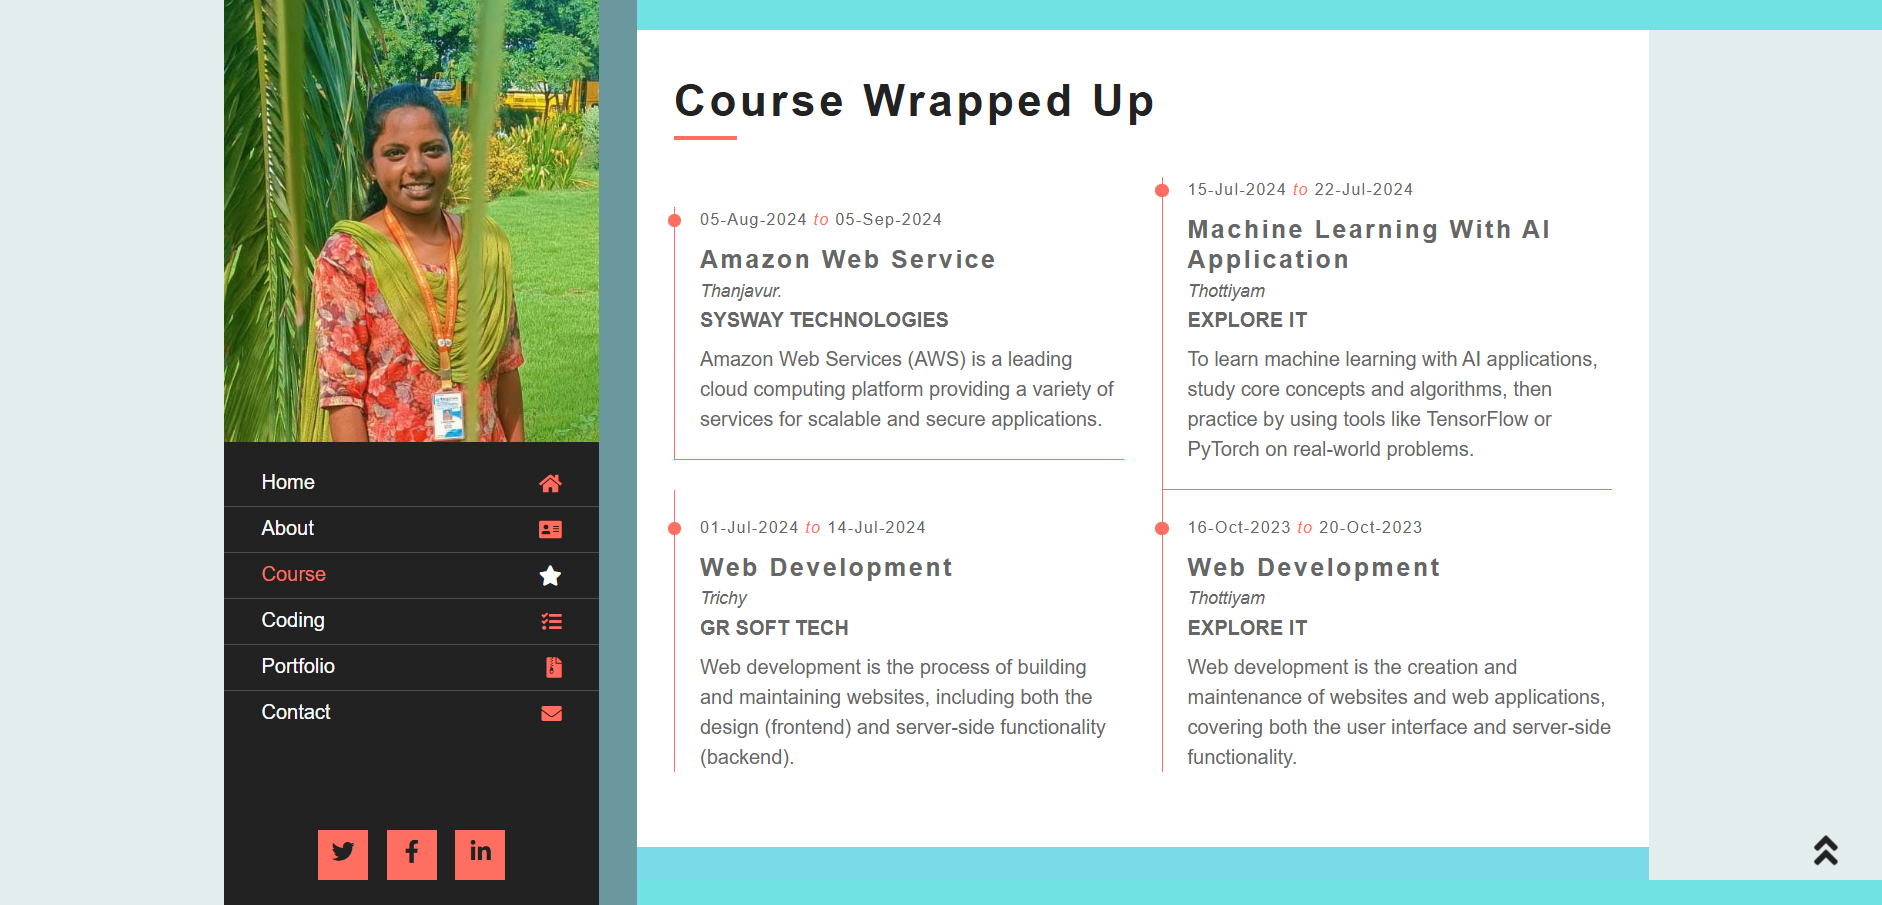 Home
About
Course
Coding
Portfolio
Contact
Course Wrapped Up
05-Aug-2024 to 05-Sep-2024
Amazon Web Service
Thanjavur.
SYSWAY TECHNOLOGIES
Amazon Web Services (AWS) is a leading
cloud computing platform providing a variety of
services for scalable and secure applications.
15-Jul-2024 to 22-Jul-2024
Machine Learning With AI
Application
Thottiyam
EXPLORE IT
To learn machine learning with AI applications,
study core concepts and algorithms, then
practice by using tools like TensorFlow or
PyTorch on real-world problems.
01-Jul-2024 to 14-Jul-2024
Web Development
Trichy
GR SOFT TECH
Web development is the process of building
and maintaining websites, including both the
design (frontend) and server-side functionality
(backend).
16-Oct-2023 to 20-Oct-2023
Web Development
Thottiyam
EXPLORE IT
Web development is the creation and
maintenance of websites and web applications,
covering both the user interface and server-side
functionality.